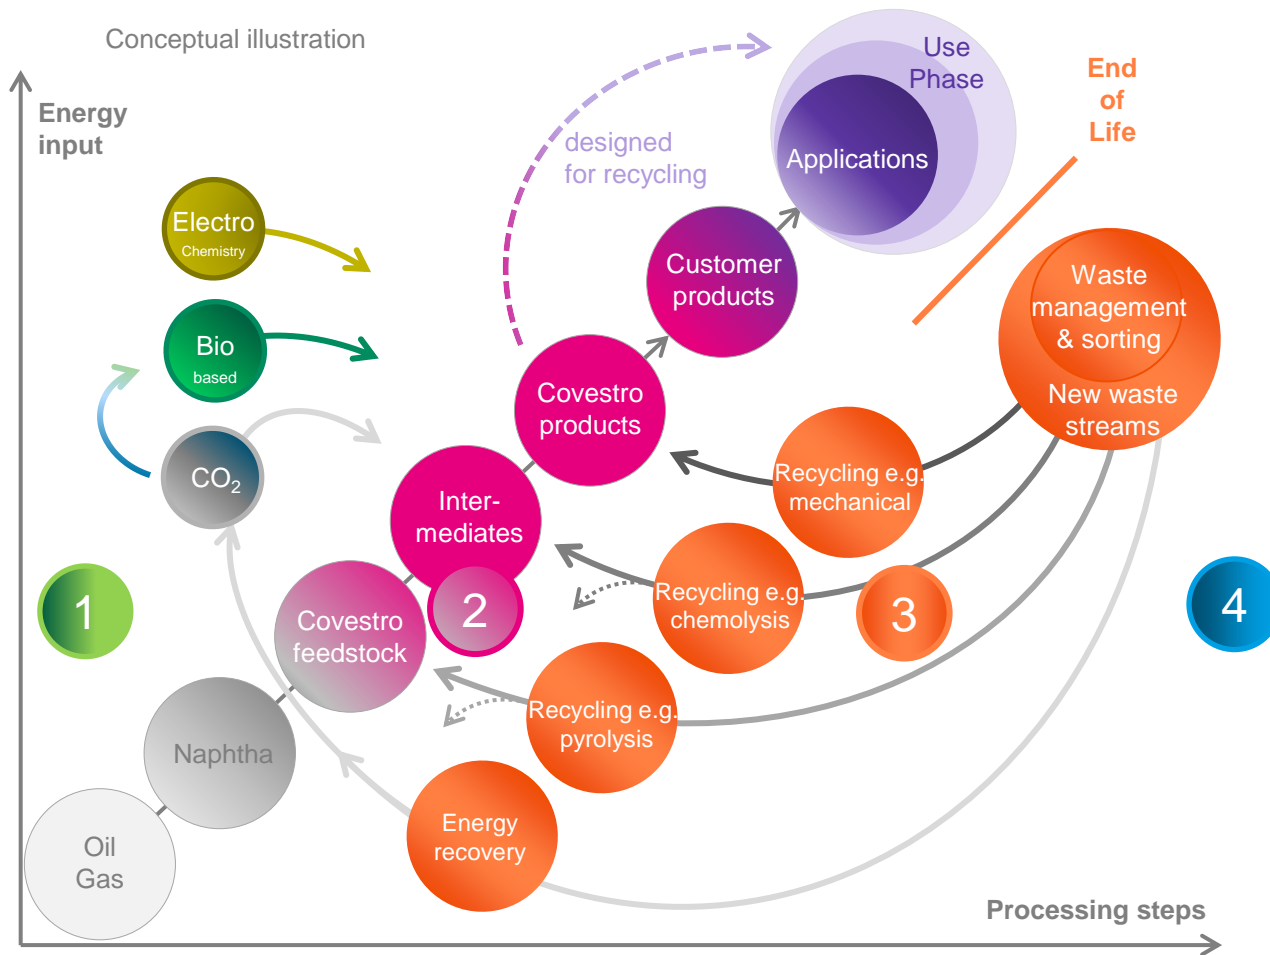 Conceptual illustration
Energy
input
Use
Phase
End
of
Life
designed
for recycling
Applications
Electro
Chemistry
Customer
products
Waste
management
& sorting
New waste
streams
Bio
based
Covestro
products
CO₂
Recycling e.g.
mechanical
Inter-
mediates
Recycling e.g.
chemolysis
1
2
3
4
Covestro
feedstock
Recycling e.g.
pyrolysis
Naphtha
Energy
recovery
Oil
Gas
Processing steps